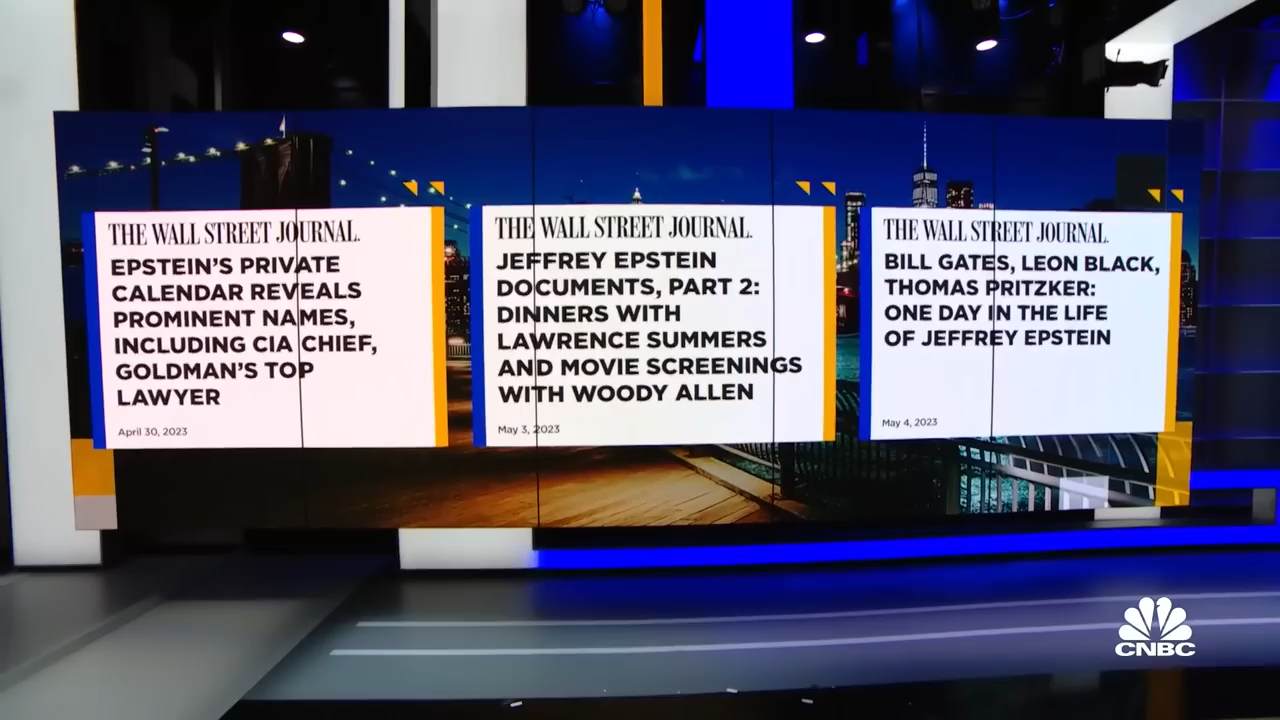 THE WALL STREET JOURNAL.
EPSTEIN'S PRIVATE
CALENDAR REVEALS
PROMINENT NAMES,
INCLUDING CIA CHIEF,
GOLDMAN'S TOP
LAWYER
April 30, 2023
THE WALL STREET JOURNAL.
JEFFREY EPSTEIN
DOCUMENTS, PART 2:
DINNERS WITH
LAWRENCE SUMMERS
AND MOVIE SCREENINGS
WITH WOODY ALLEN
May 3, 2023
THE WALL STREET JOURNAL.
BILL GATES, LEON BLACK,
THOMAS PRITZKER:
ONE DAY IN THE LIFE
OF JEFFREY EPSTEIN
May 4, 2023
CNBC